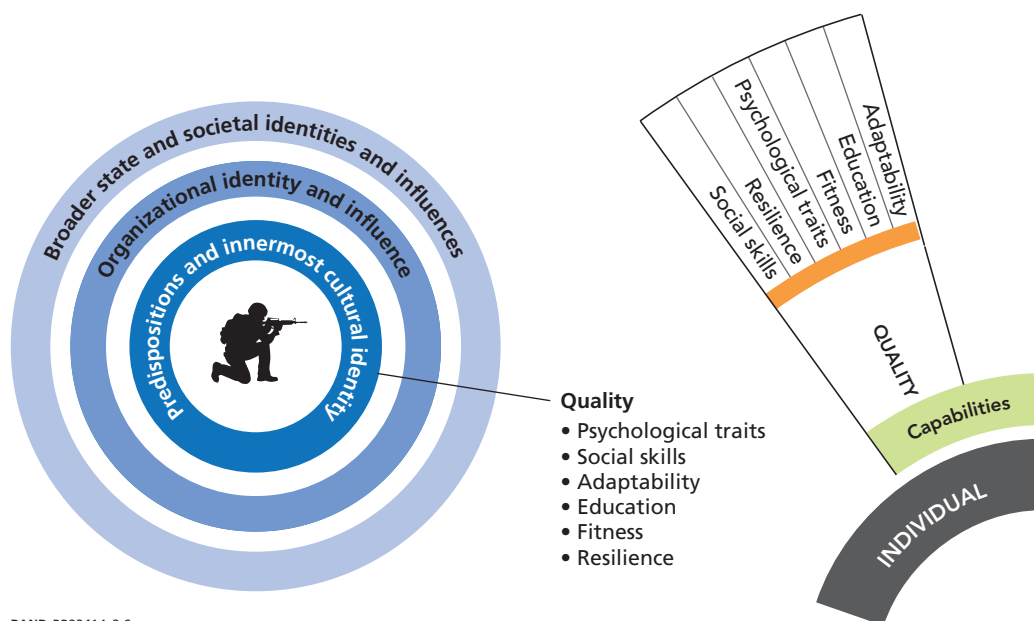 Broader state and societal identities and influences
Organizational identity and influence
Predispositions and innermost cultural identity
Quality
• Psychological traits
• Social skills
• Adaptability
• Education
• Fitness
• Resilience
Social skills
Resilience
Psychological traits
Fitness
Education
Adaptability
QUALITY
Capabilities
INDIVIDUAL